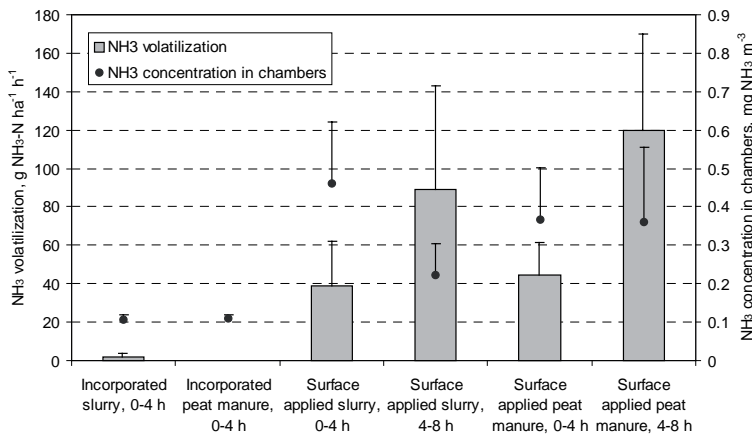 180
160
140
120
100
80
60
40
20
0
NH3 volatilization, g NH3-N ha-1 h-1
NH3 volatilization
NH3 concentration in chambers
0.9
0.8
0.7
0.6
0.5
0.4
0.3
0.2
0.1
0
NH3 concentration in chambers, mg NH3 m-3
Incorporated
slurry, 0-4 h
Incorporated
peat manure,
0-4 h
Surface
applied slurry,
0-4 h
Surface
applied slurry,
4-8 h
Surface
applied peat
manure, 0-4 h
Surface
applied peat
manure, 4-8 h